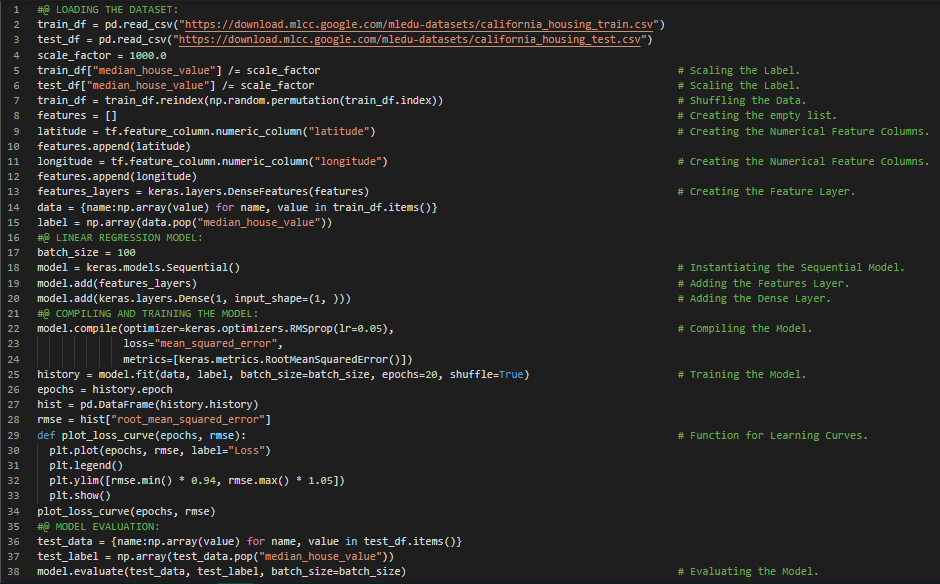 1 #@ LOADING THE DATASET:
2 train_df = pd.read_csv("https://download.mlcc.google.com/mledu-datasets/california_housing_train.csv")
3 test_df = pd.read_csv("https://download.mlcc.google.com/mledu-datasets/california_housing_test.csv")
4 scale_factor = 1000.0
5 train_df["median_house_value"] /= scale_factor # Scaling the Label.
6 test_df["median_house_value"] /= scale_factor # Scaling the Label.
7 train_df = train_df.reindex(np.random.permutation(train_df.index)) # Shuffling the Data.
8 features = [] # Creating the empty list.
9 latitude = tf.feature_column.numeric_column("latitude") # Creating the Numerical Feature Columns.
10 features.append(latitude)
11 longitude = tf.feature_column.numeric_column("longitude") # Creating the Numerical Feature Columns.
12 features.append(longitude)
13 features_layers = keras.layers.DenseFeatures(features) # Creating the Feature Layer.
14 data = {name:np.array(value) for name, value in train_df.items()}
15 label = np.array(data.pop("median_house_value"))
16 #@ LINEAR REGRESSION MODEL:
17 batch_size = 100
18 model = keras.models.Sequential() # Instantiating the Sequential Model.
19 model.add(features_layers) # Adding the Features Layer.
20 model.add(keras.layers.Dense(1, input_shape=(1, ))) # Adding the Dense Layer.
21 #@ COMPILING AND TRAINING THE MODEL:
22 model.compile(optimizer=keras.optimizers.RMSprop(lr=0.05), # Compiling the Model.
23 loss="mean_squared_error",
24 metrics=[keras.metrics.RootMeanSquaredError()])
25 history = model.fit(data, label, batch_size=batch_size, epochs=20, shuffle=True) # Training the Model.
26 epochs = history.epoch
27 hist = pd.DataFrame(history.history)
28 rmse = hist["root_mean_squared_error"]
29 def plot_loss_curve(epochs, rmse): # Function for Learning Curves.
30 plt.plot(epochs, rmse, label="Loss")
31 plt.legend()
32 plt.ylim([rmse.min() * 0.94, rmse.max() * 1.05])
33 plt.show()
34 plot_loss_curve(epochs, rmse)
35 #@ MODEL EVALUATION:
36 test_data = {name:np.array(value) for name, value in test_df.items()}
37 test_label = np.array(test_data.pop("median_house_value"))
38 model.evaluate(test_data, test_label, batch_size=batch_size) # Evaluating the Model.